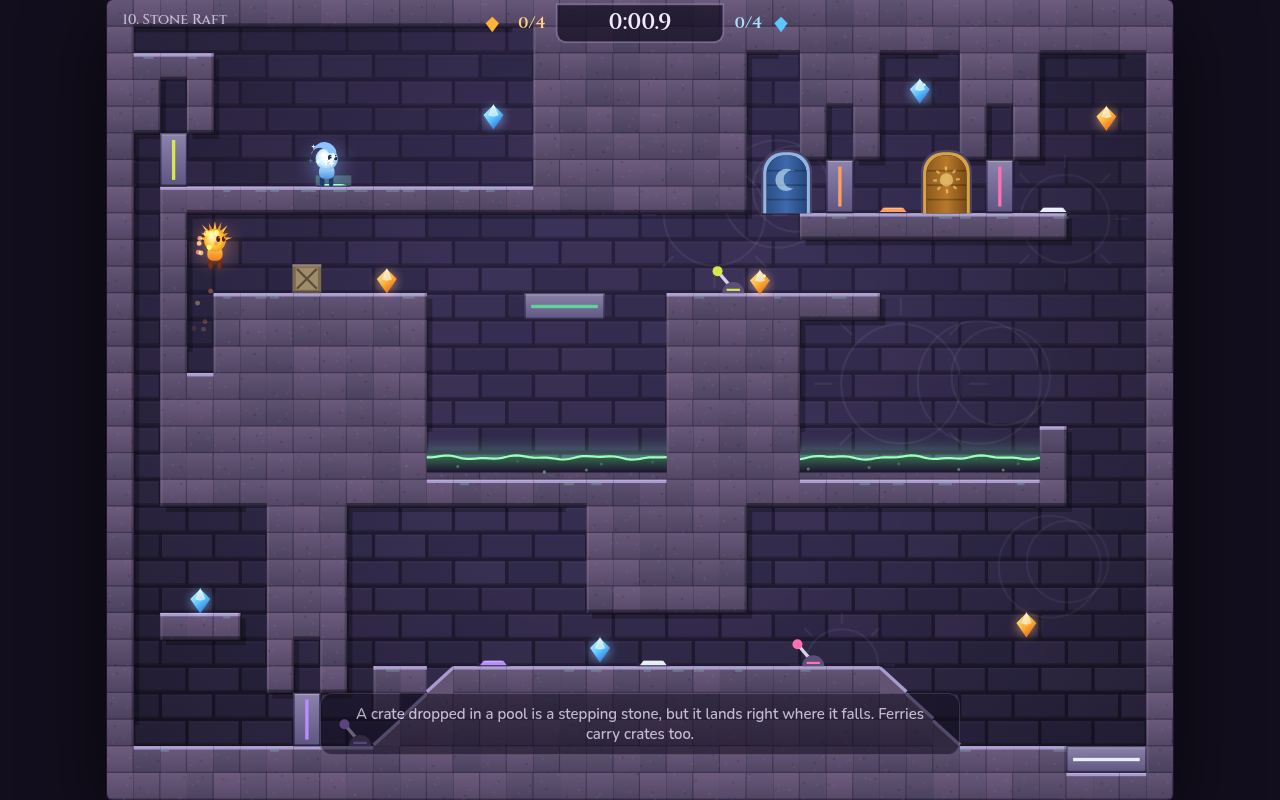 10. Stone Raft
0/4
0:00.9
0/4
A crate dropped in a pool is a stepping stone, but it lands right where it falls. Ferries
carry crates too.